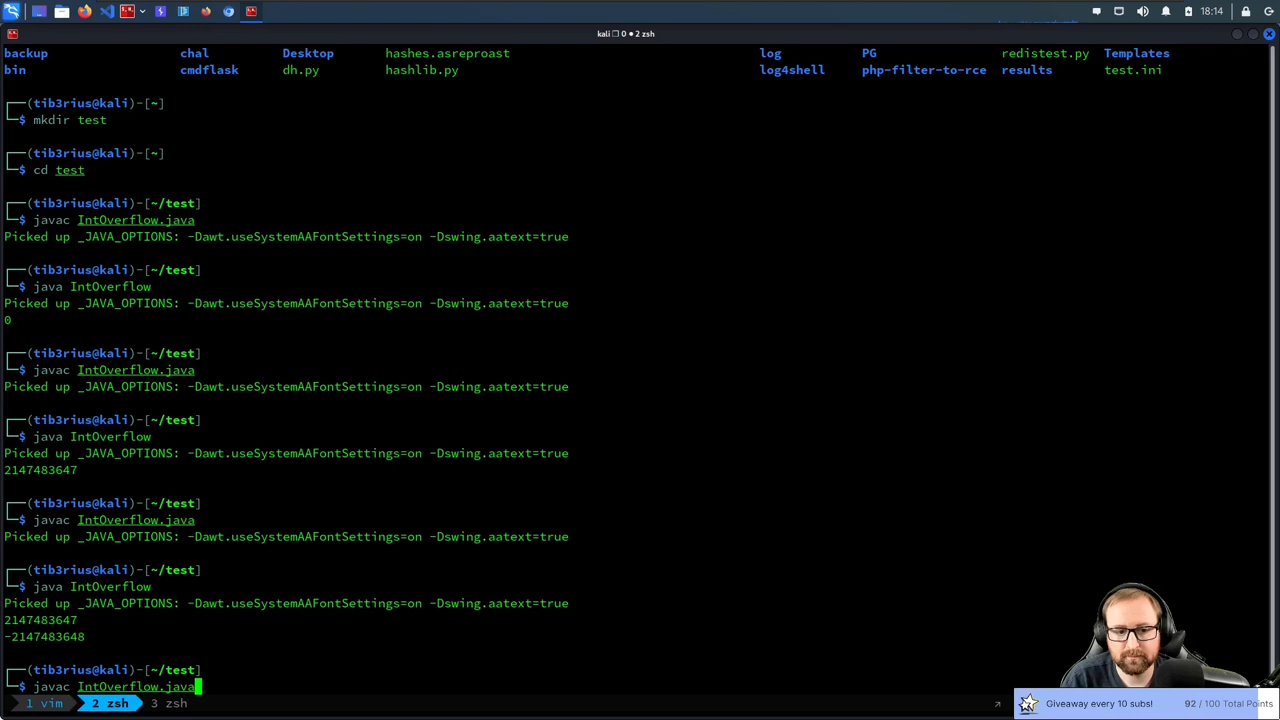 18:14
kali ❐ 0 ● 2 zsh
backup chal Desktop hashes.asreproast log PG redistest.py Templates
bin cmdflask dh.py hashlib.py log4shell php-filter-to-rce results test.ini
┌──(tib3rius@kali)-[~]
└─$ mkdir test
┌──(tib3rius@kali)-[~]
└─$ cd test
┌──(tib3rius@kali)-[~/test]
└─$ javac IntOverflow.java
Picked up _JAVA_OPTIONS: -Dawt.useSystemAAFontSettings=on -Dswing.aatext=true
┌──(tib3rius@kali)-[~/test]
└─$ java IntOverflow
Picked up _JAVA_OPTIONS: -Dawt.useSystemAAFontSettings=on -Dswing.aatext=true
0
┌──(tib3rius@kali)-[~/test]
└─$ javac IntOverflow.java
Picked up _JAVA_OPTIONS: -Dawt.useSystemAAFontSettings=on -Dswing.aatext=true
┌──(tib3rius@kali)-[~/test]
└─$ java IntOverflow
Picked up _JAVA_OPTIONS: -Dawt.useSystemAAFontSettings=on -Dswing.aatext=true
2147483647
┌──(tib3rius@kali)-[~/test]
└─$ javac IntOverflow.java
Picked up _JAVA_OPTIONS: -Dawt.useSystemAAFontSettings=on -Dswing.aatext=true
┌──(tib3rius@kali)-[~/test]
└─$ java IntOverflow
Picked up _JAVA_OPTIONS: -Dawt.useSystemAAFontSettings=on -Dswing.aatext=true
2147483647
-2147483648
┌──(tib3rius@kali)-[~/test]
└─$ javac IntOverflow.java
1 vim 2 zsh 3 zsh ↗
Giveaway every 10 subs! 92 / 100 Total Points